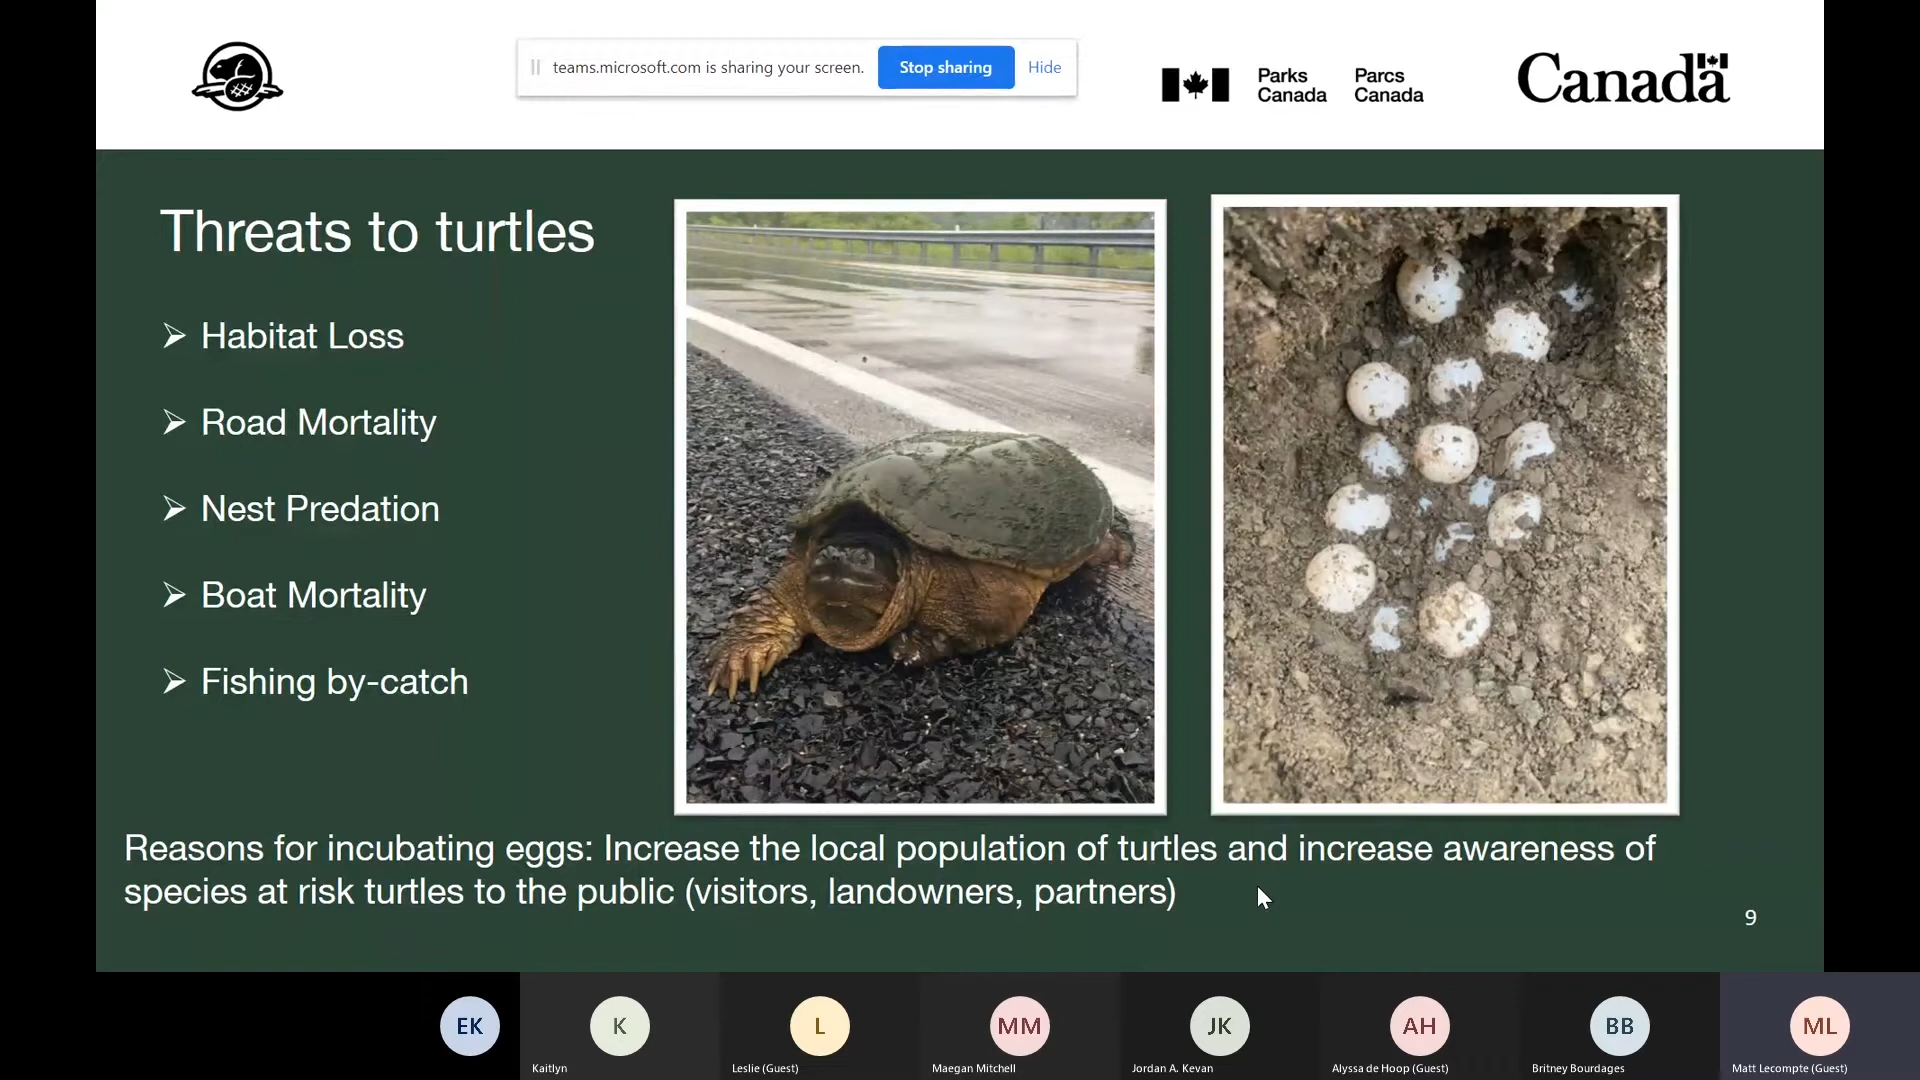 teams.microsoft.com is sharing your screen.
Stop sharing
Hide
Parks
Canada
Parcs
Canada
Canada
Threats to turtles
➢ Habitat Loss
➢ Road Mortality
➢ Nest Predation
➢ Boat Mortality
➢ Fishing by-catch
Reasons for incubating eggs: Increase the local population of turtles and increase awareness of
species at risk turtles to the public (visitors, landowners, partners)
9
EK
K
L
MM
JK
AH
BB
ML
Kaitlyn
Leslie (Guest)
Maegan Mitchell
Jordan A. Kevan
Alyssa de Hoop (Guest)
Britney Bourdages
Matt Lecompte (Guest)